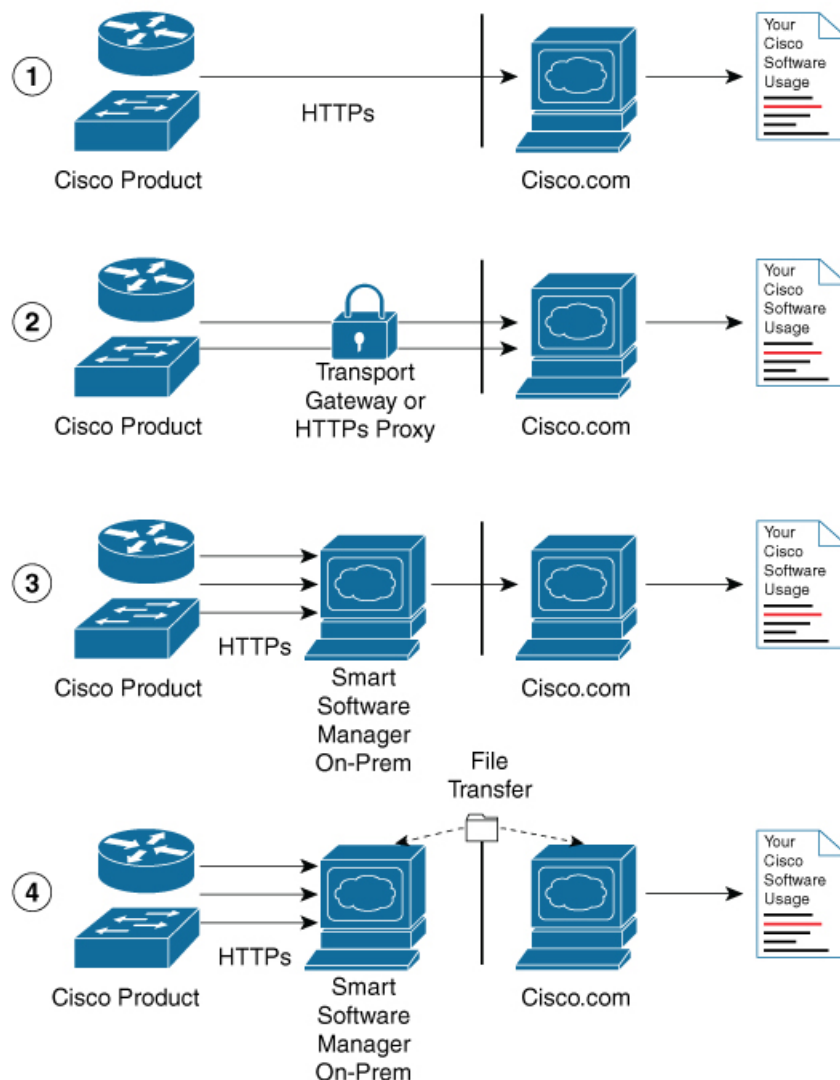 1
Your
Cisco
Software
Usage
HTTPs
Cisco Product
Cisco.com
2
Your
Cisco
Software
Usage
Transport
Gateway or
HTTPs Proxy
Cisco Product
Cisco.com
3
Your
Cisco
Software
Usage
HTTPs
Cisco Product
Smart
Software
Manager
On-Prem
Cisco.com
File
Transfer
4
Your
Cisco
Software
Usage
HTTPs
Cisco Product
Smart
Software
Manager
On-Prem
Cisco.com